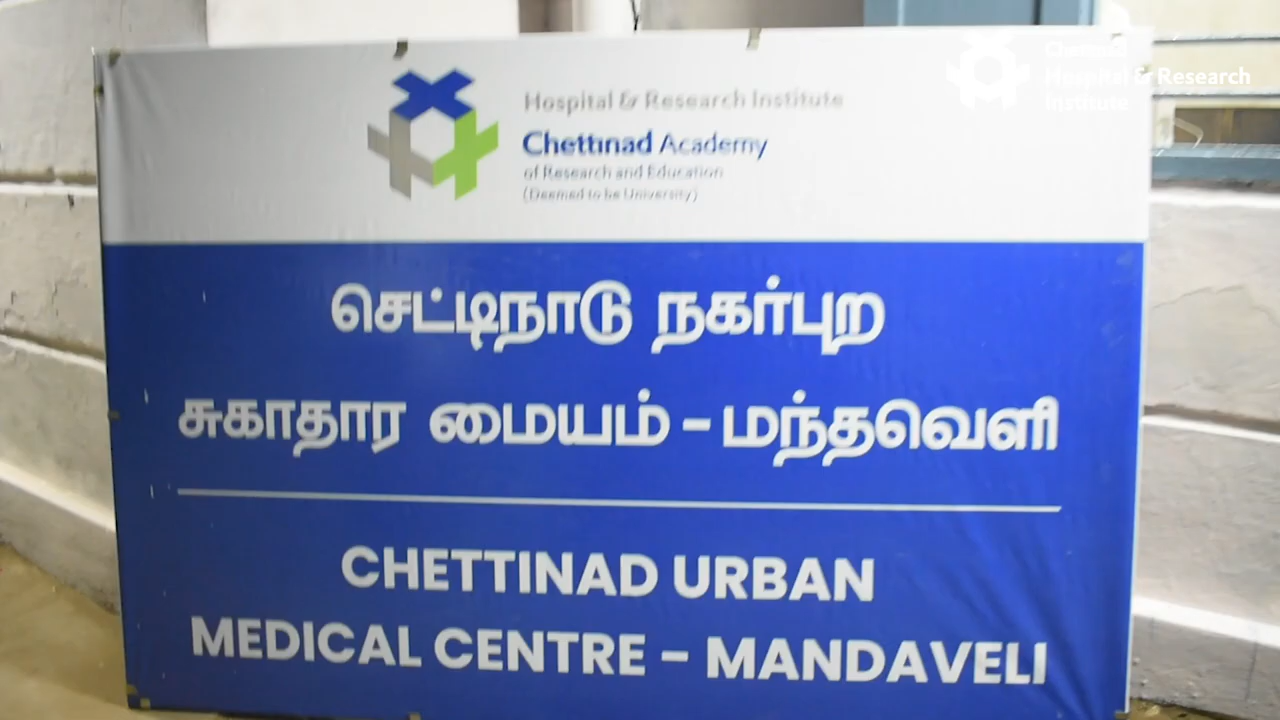 Hospital & Research Institute
Chettinad Academy
of Research and Education
(Deemed to be University)
செட்டிநாடு நகர்புற
சுகாதார மையம் - மந்தவெளி
CHETTINAD URBAN
MEDICAL CENTRE - MANDAVELI
Chettinad
Hospital & Research
Institute